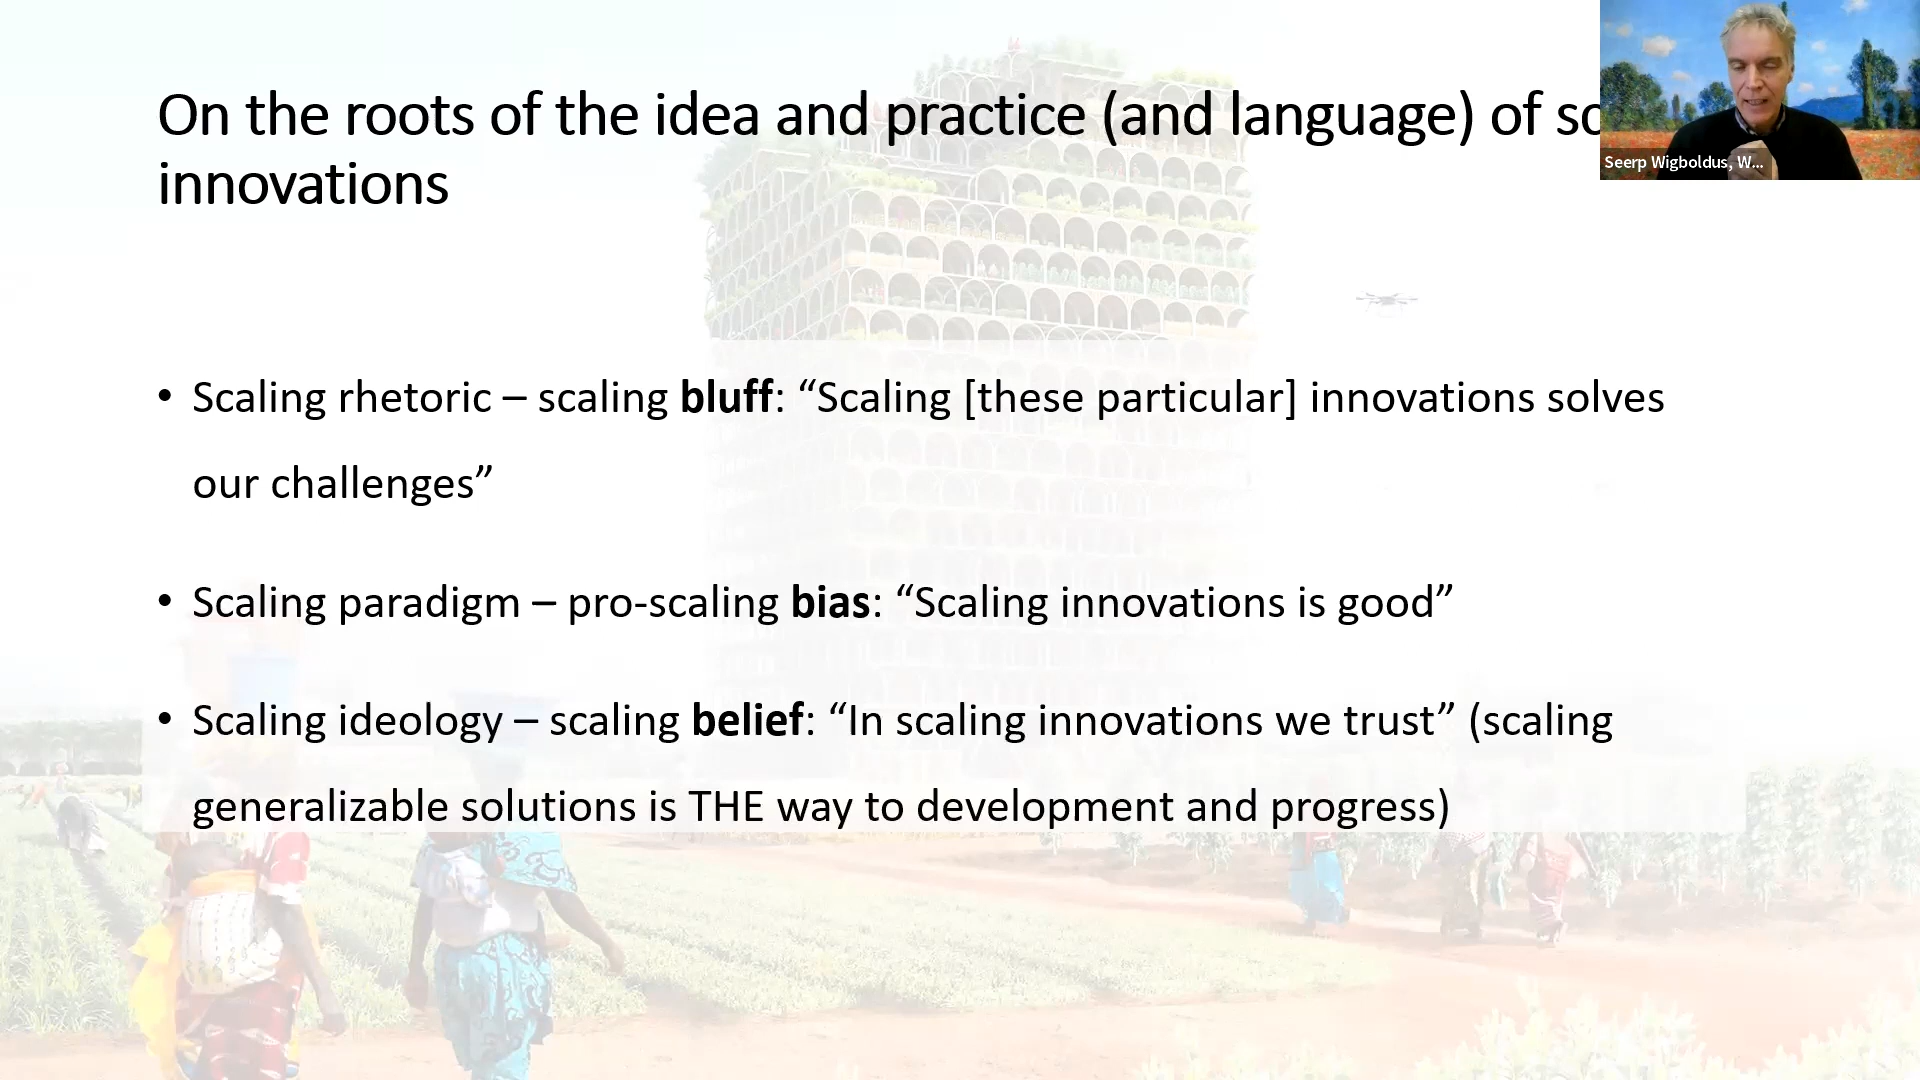 On the roots of the idea and practice (and language) of
innovations
Seerp Wigboldus, W...
• Scaling rhetoric – scaling bluff: “Scaling [these particular] innovations solves
our challenges”
• Scaling paradigm – pro-scaling bias: “Scaling innovations is good”
• Scaling ideology – scaling belief: “In scaling innovations we trust” (scaling
generalizable solutions is THE way to development and progress)